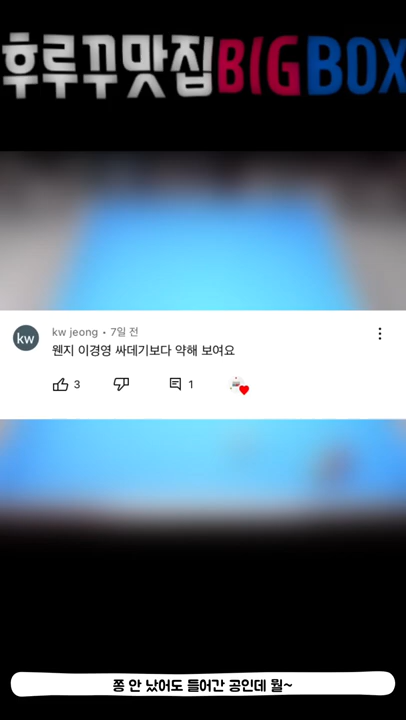 후루꾸맛집BIGBOX
kw
kw jeong • 7일 전
웬지 이경영 싸데기보다 약해 보여요
3
1
쫑 안 났어도 들어간 공인데 뭘~